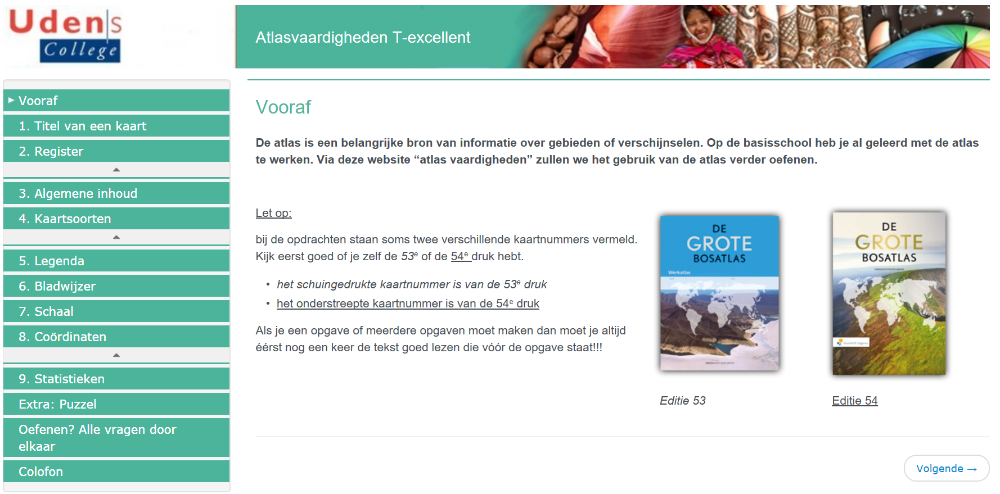 Udens
College
Atlasvaardigheden T-excellent
Vooraf
1. Titel van een kaart
2. Register
3. Algemene inhoud
4. Kaartsoorten
5. Legenda
6. Bladwijzer
7. Schaal
8. Coördinaten
9. Statistieken
Extra: Puzzel
Oefenen? Alle vragen door
elkaar
Colofon
Vooraf
De atlas is een belangrijke bron van informatie over gebieden of verschijnselen. Op de basisschool heb je al geleerd met de atlas
te werken. Via deze website “atlas vaardigheden” zullen we het gebruik van de atlas verder oefenen.
Let op:
bij de opdrachten staan soms twee verschillende kaartnummers vermeld.
Kijk eerst goed of je zelf de 53e of de 54e druk hebt.
• het schuingedrukte kaartnummer is van de 53e druk
• het onderstreepte kaartnummer is van de 54e druk
Als je een opgave of meerdere opgaven moet maken dan moet je altijd
éérst nog een keer de tekst goed lezen die vóór de opgave staat!!!
DE
GROTE
BOSATLAS
Werkatlas
Editie 53
DE
GROTE
BOSATLAS
Noordhoff Uitgevers
Editie 54
Volgende →